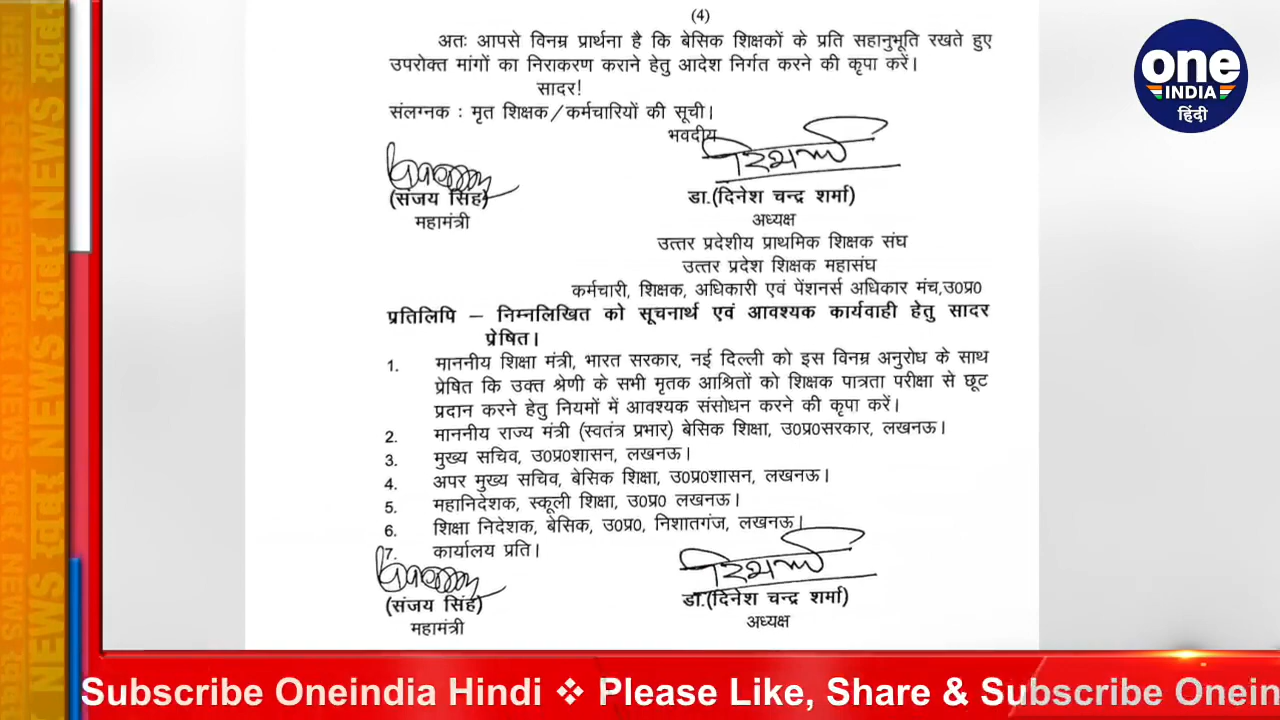 (4)
अतः आपसे विनम्र प्रार्थना है कि बेसिक शिक्षकों के प्रति सहानुभूति रखते हुए
उपरोक्त मांगों का निराकरण कराने हेतु आदेश निर्गत करने की कृपा करें।
सादर!
संलग्नक : मृत शिक्षक/कर्मचारियों की सूची।
भवदीय
(संजय सिंह)
महामंत्री
डा.(दिनेश चन्द्र शर्मा)
अध्यक्ष
उत्तर प्रदेशीय प्राथमिक शिक्षक संघ
उत्तर प्रदेश शिक्षक महासंघ
कर्मचारी, शिक्षक, अधिकारी एवं पेंशनर्स अधिकार मंच,उ0प्र0
प्रतिलिपि – निम्नलिखित को सूचनार्थ एवं आवश्यक कार्यवाही हेतु सादर
प्रेषित।
1. माननीय शिक्षा मंत्री, भारत सरकार, नई दिल्ली को इस विनम्र अनुरोध के साथ
प्रेषित कि उक्त श्रेणी के सभी मृतक आश्रितों को शिक्षक पात्रता परीक्षा से छूट
प्रदान करने हेतु नियमों में आवश्यक संसोधन करने की कृपा करें।
2. माननीय राज्य मंत्री (स्वतंत्र प्रभार) बेसिक शिक्षा, उ0प्र0सरकार, लखनऊ।
3. मुख्य सचिव, उ0प्र0शासन, लखनऊ।
4. अपर मुख्य सचिव, बेसिक शिक्षा, उ0प्र0शासन, लखनऊ।
5. महानिदेशक, स्कूली शिक्षा, उ0प्र0 लखनऊ।
6. शिक्षा निदेशक, बेसिक, उ0प्र0, निशातगंज, लखनऊ।
7. कार्यालय प्रति।
(संजय सिंह)
महामंत्री
डा.(दिनेश चन्द्र शर्मा)
अध्यक्ष
one
INDIA
हिंदी
NEWS खबर NEWS खबर NEWS
Subscribe Oneindia Hindi ❖ Please Like, Share & Subscribe Onein